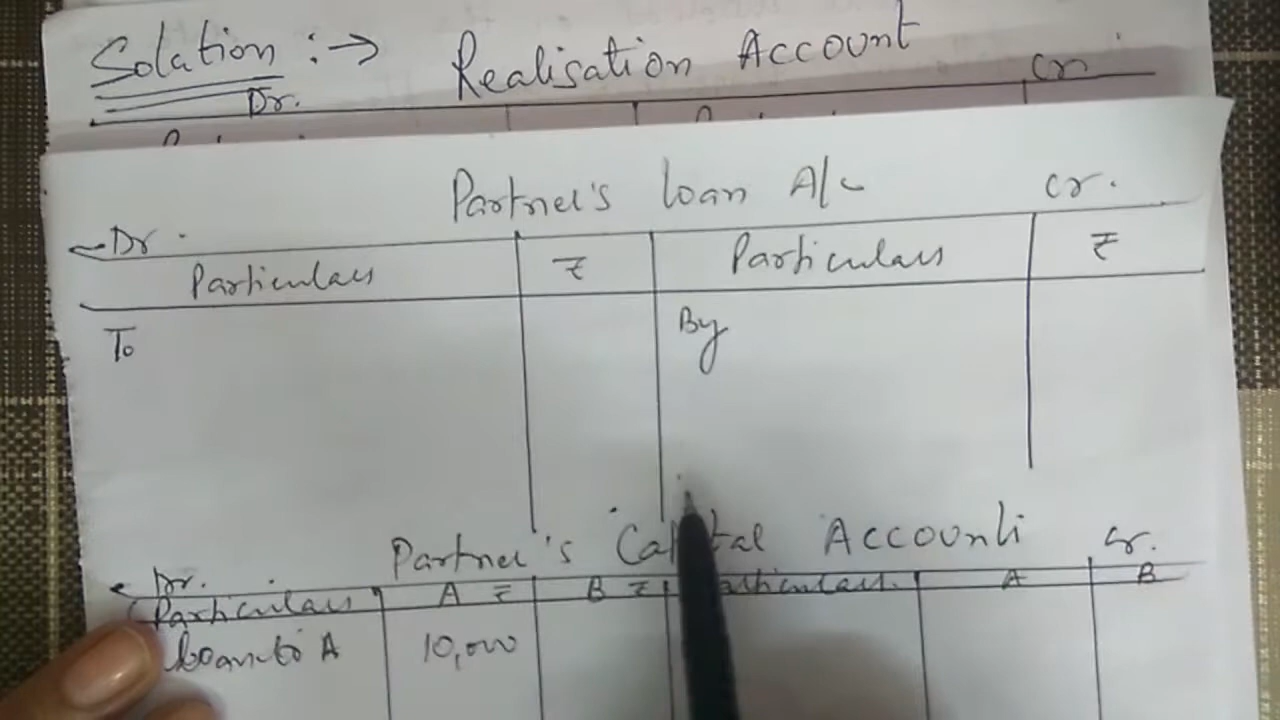 Solation :→ Realisation Account
Dr. Cr
Partner's loan A/c
Dr. Cr.
Particulars ₹ Particulars ₹
To By
Partner's Capital Account
Dr. Cr.
Particulars A ₹ B ₹ Particulars A B
Loan to A 10,000